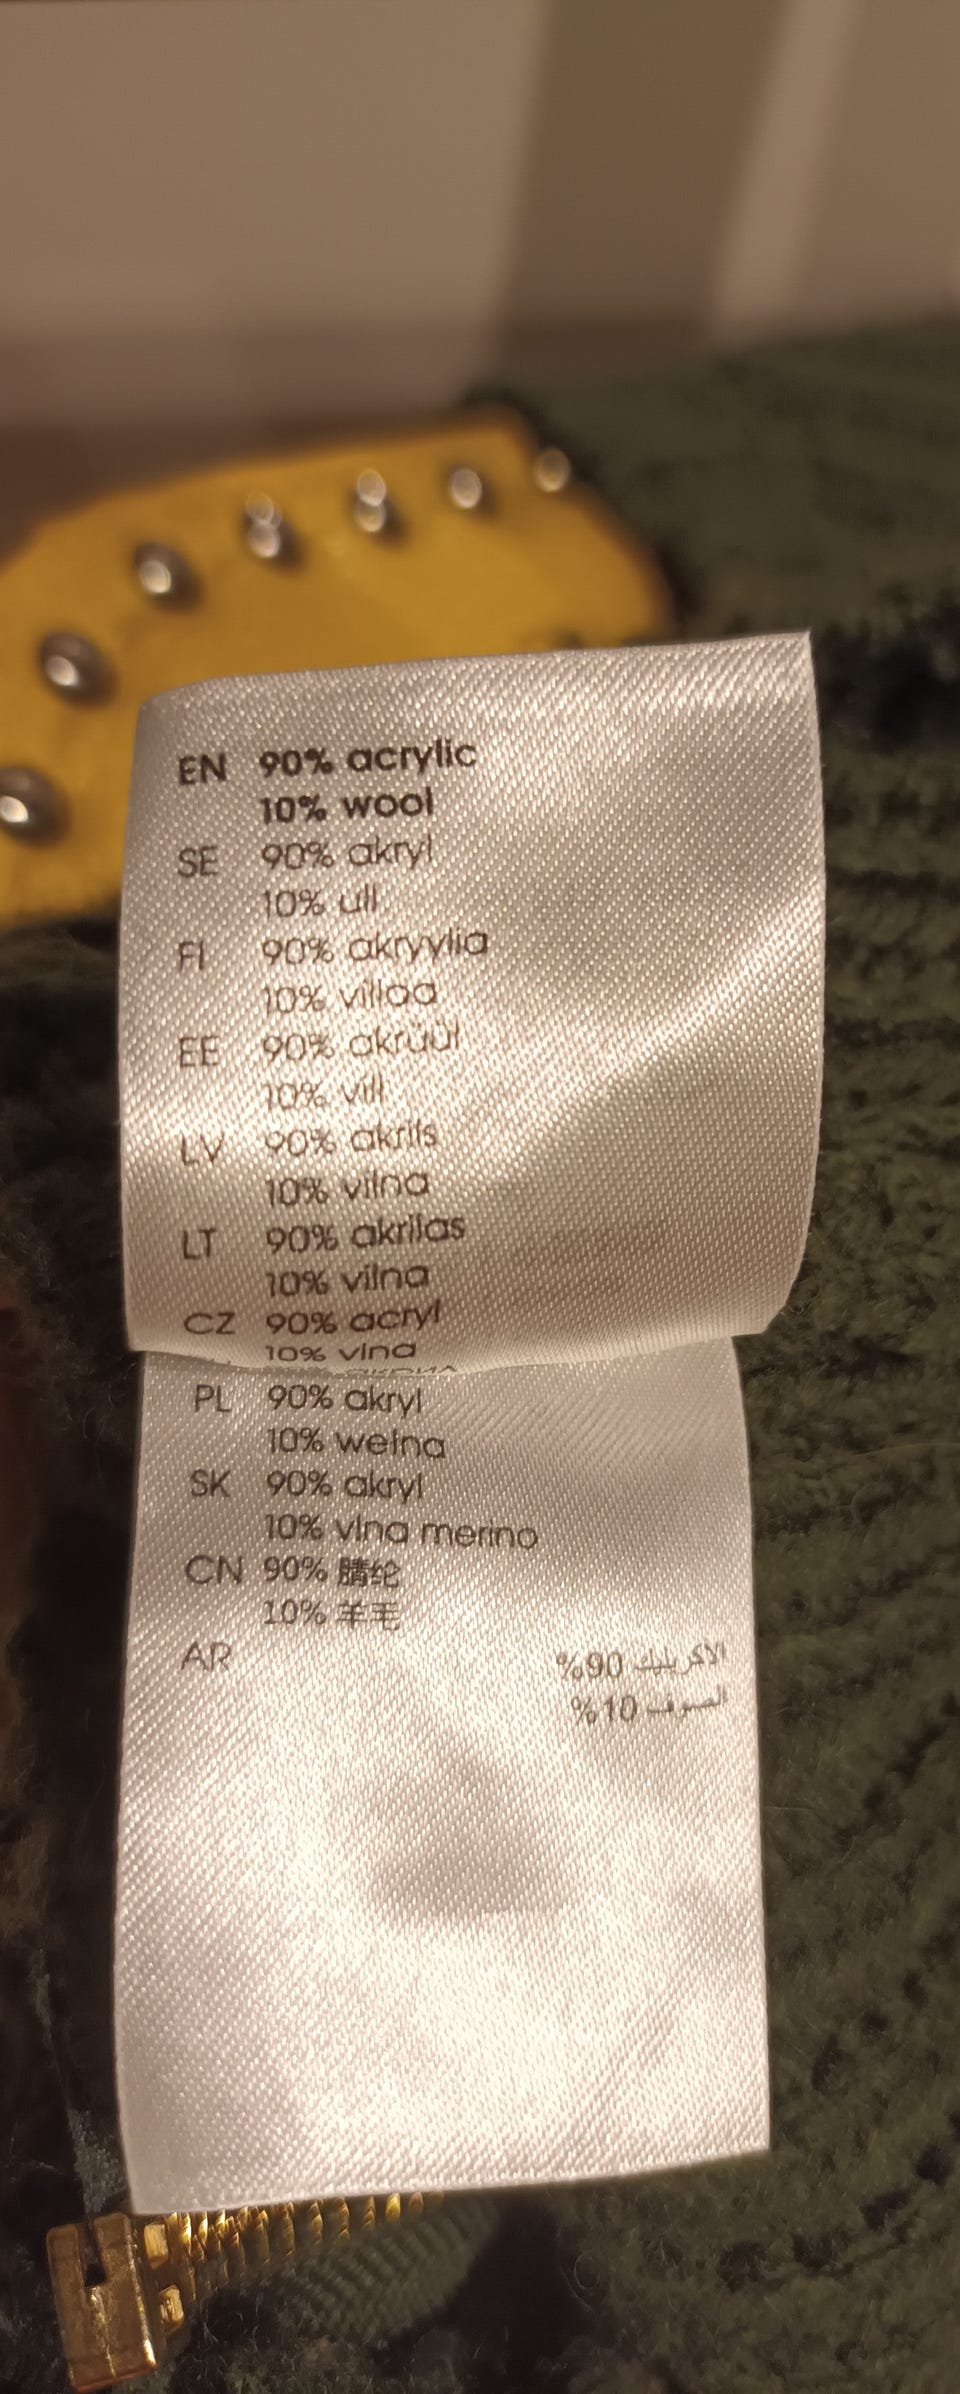 EN 90% acrylic
10% wool
SE 90% akryl
10% ull
FI 90% akryylia
10% villaa
EE 90% akrüül
10% vill
LV 90% akrils
10% vilna
LT 90% akrilas
10% vilna
CZ 90% acryl
10% vlna
PL 90% akryl
10% wełna
SK 90% akryl
10% vlna merino
CN 90% 腈纶
10% 羊毛
AR الاكريليك 90%
الصوف 10%